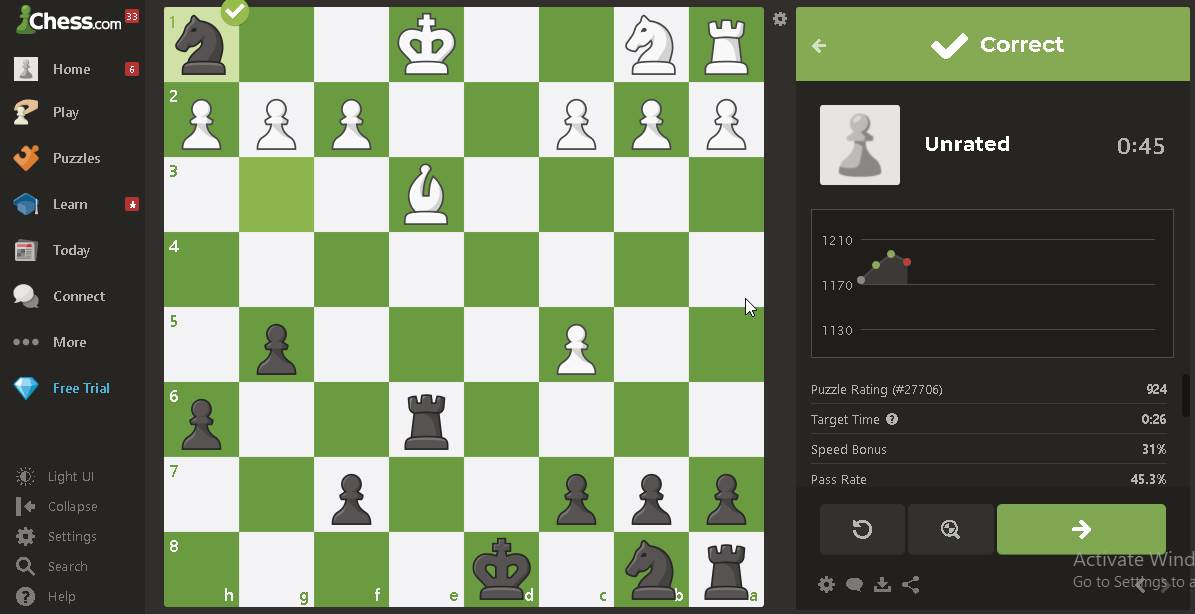 Chess.com 33
Home 6
Play
Puzzles
Learn
Today
Connect
More
Free Trial
Light UI
Collapse
Settings
Search
Help
1
2
3
4
5
6
7
8
h g f e d c b a
Correct
Unrated 0:45
1210
1170
1130
Puzzle Rating (#27706) 924
Target Time ? 0:26
Speed Bonus 31%
Pass Rate 45.3%
Activate Wind
Go to Settings to a